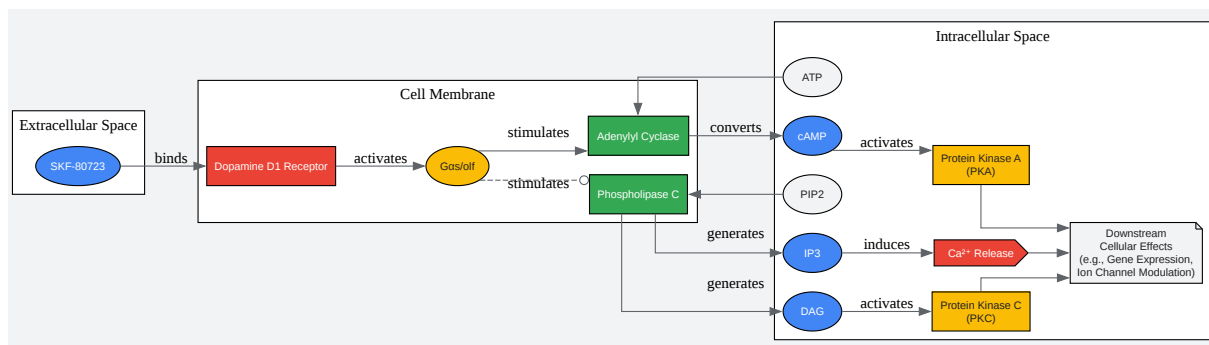 Extracellular Space
SKF-80723
binds
Cell Membrane
Dopamine D1 Receptor
activates
Gαs/olf
stimulates
stimulates
Adenylyl Cyclase
Phospholipase C
converts
generates
generates
Intracellular Space
ATP
cAMP
activates
Protein Kinase A
(PKA)
PIP2
IP3
induces
Ca²⁺ Release
DAG
activates
Protein Kinase C
(PKC)
Downstream
Cellular Effects
(e.g., Gene Expression,
Ion Channel Modulation)